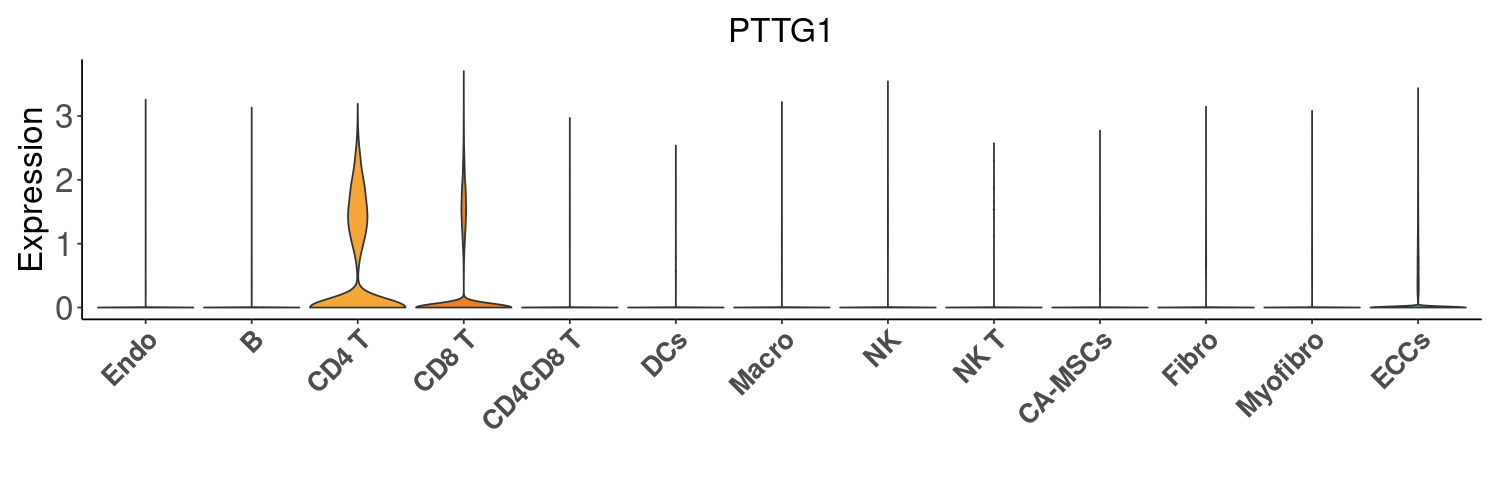 PTTG1
Expression
3
2
1
0
Endo
B
CD4 T
CD8 T
CD4CD8 T
DCs
Macro
NK
NK T
CA-MSCs
Fibro
Myofibro
ECCs